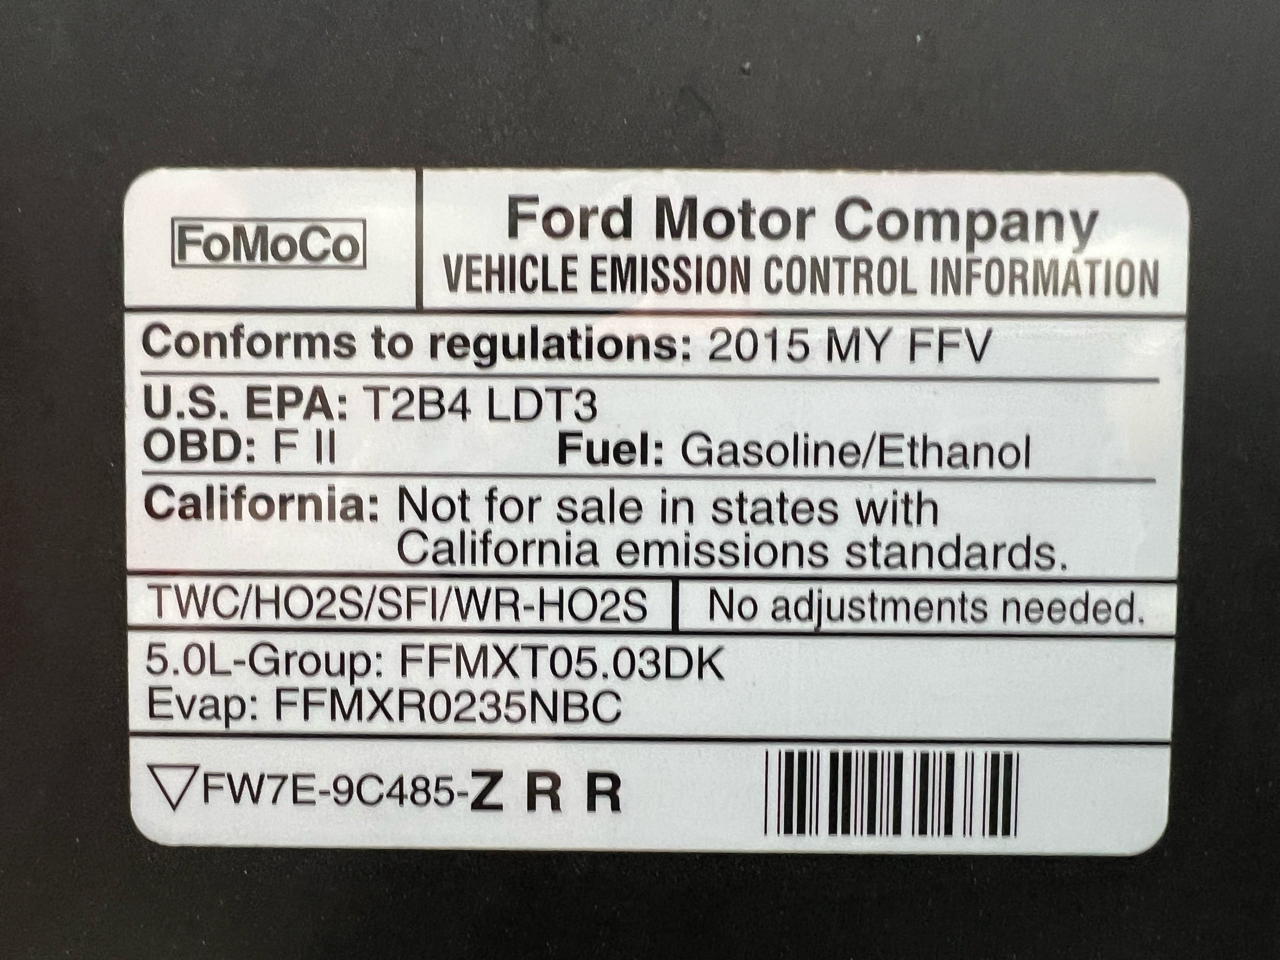 FoMoCo
Ford Motor Company
VEHICLE EMISSION CONTROL INFORMATION
Conforms to regulations: 2015 MY FFV
U.S. EPA: T2B4 LDT3
OBD: F II Fuel: Gasoline/Ethanol
California: Not for sale in states with
California emissions standards.
TWC/HO2S/SFI/WR-HO2S No adjustments needed.
5.0L-Group: FFMXT05.03DK
Evap: FFMXR0235NBC
▽FW7E-9C485-Z R R